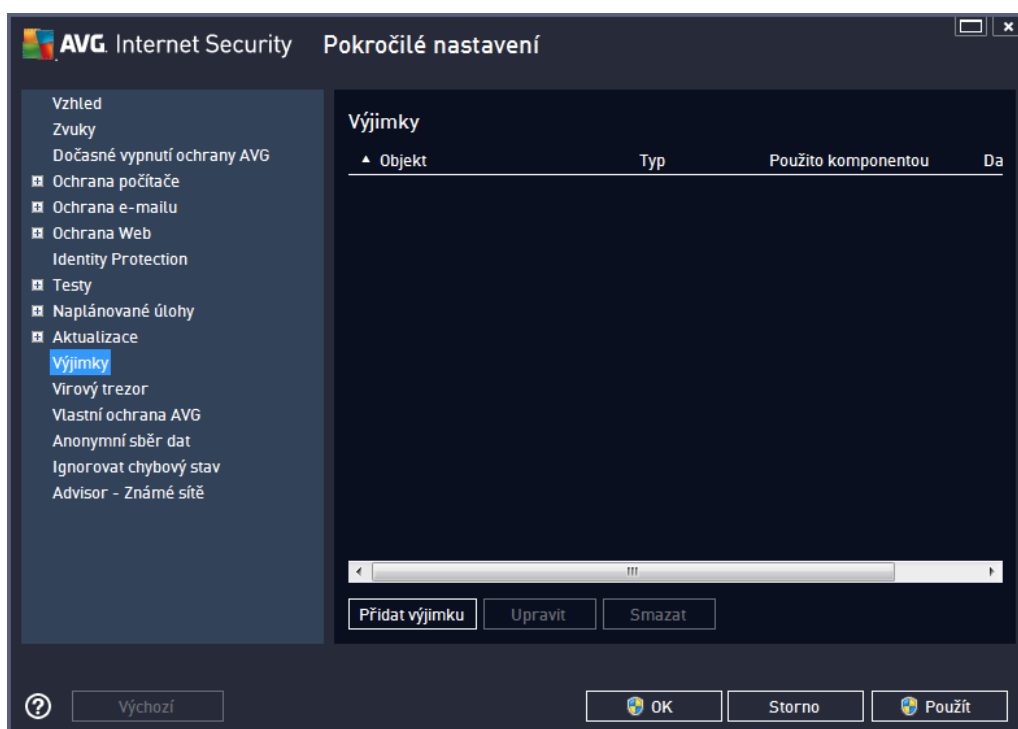 AVG. Internet Security Pokročilé nastavení
Vzhled
Zvuky
Dočasné vypnutí ochrany AVG
Ochrana počítače
Ochrana e-mailu
Ochrana Web
Identity Protection
Testy
Naplánované úlohy
Aktualizace
Výjimky
Virový trezor
Vlastní ochrana AVG
Anonymní sběr dat
Ignorovat chybový stav
Advisor - Známé sítě
Výjimky
Objekt Typ Použito komponentou Da
Přidat výjimku Upravit Smazat
Výchozí OK Storno Použít